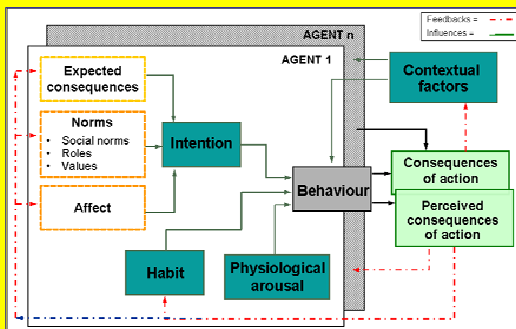 AGENT n
Feedbacks =
Influences =
AGENT 1
Expected
consequences
Contextual
factors
Norms
• Social norms
• Roles
• Values
Intention
Consequences
of action
Behaviour
Affect
Perceived
consequences
of action
Habit
Physiological
arousal